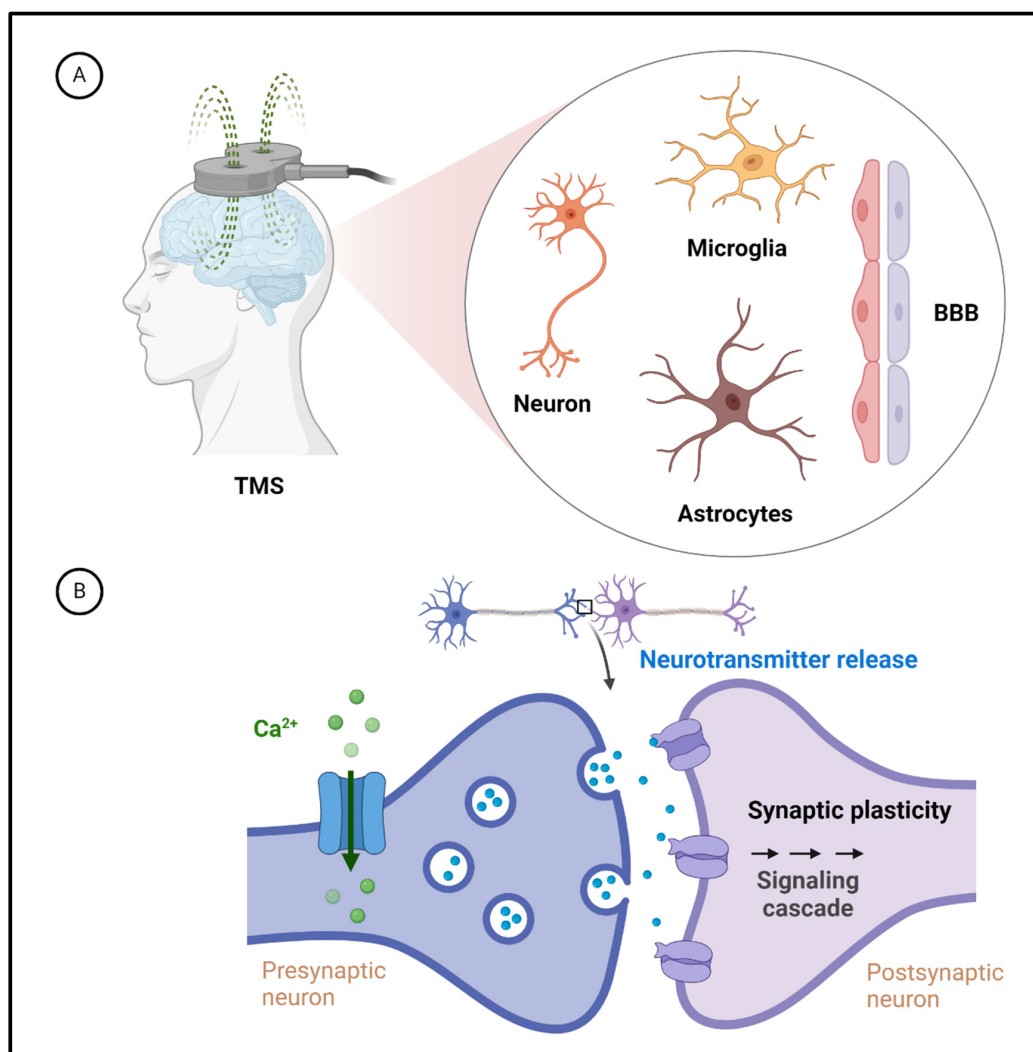 A
Microglia
BBB
Neuron
Astrocytes
TMS
B
Neurotransmitter release
Ca²⁺
Synaptic plasticity
Signaling
cascade
Presynaptic
neuron
Postsynaptic
neuron